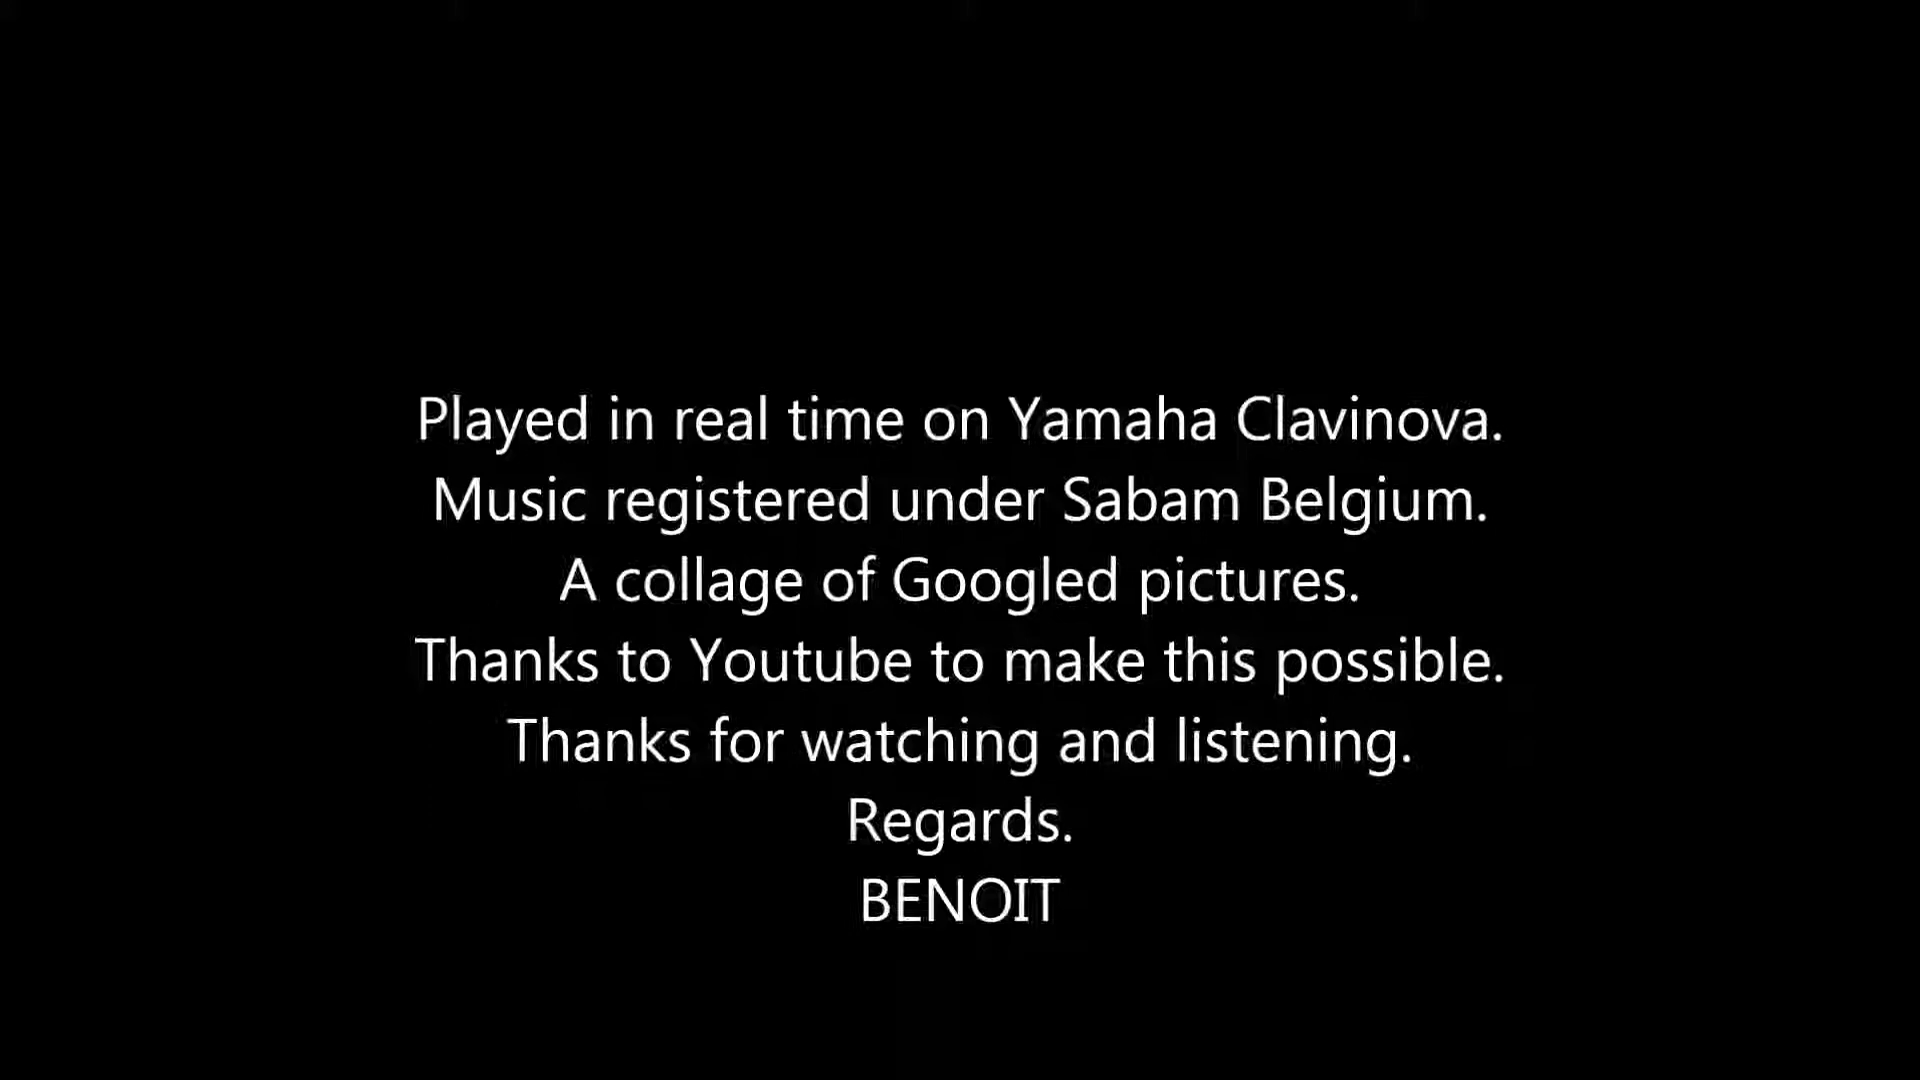 Played in real time on Yamaha Clavinova.
Music registered under Sabam Belgium.
A collage of Googled pictures.
Thanks to Youtube to make this possible.
Thanks for watching and listening.
Regards.
BENOIT